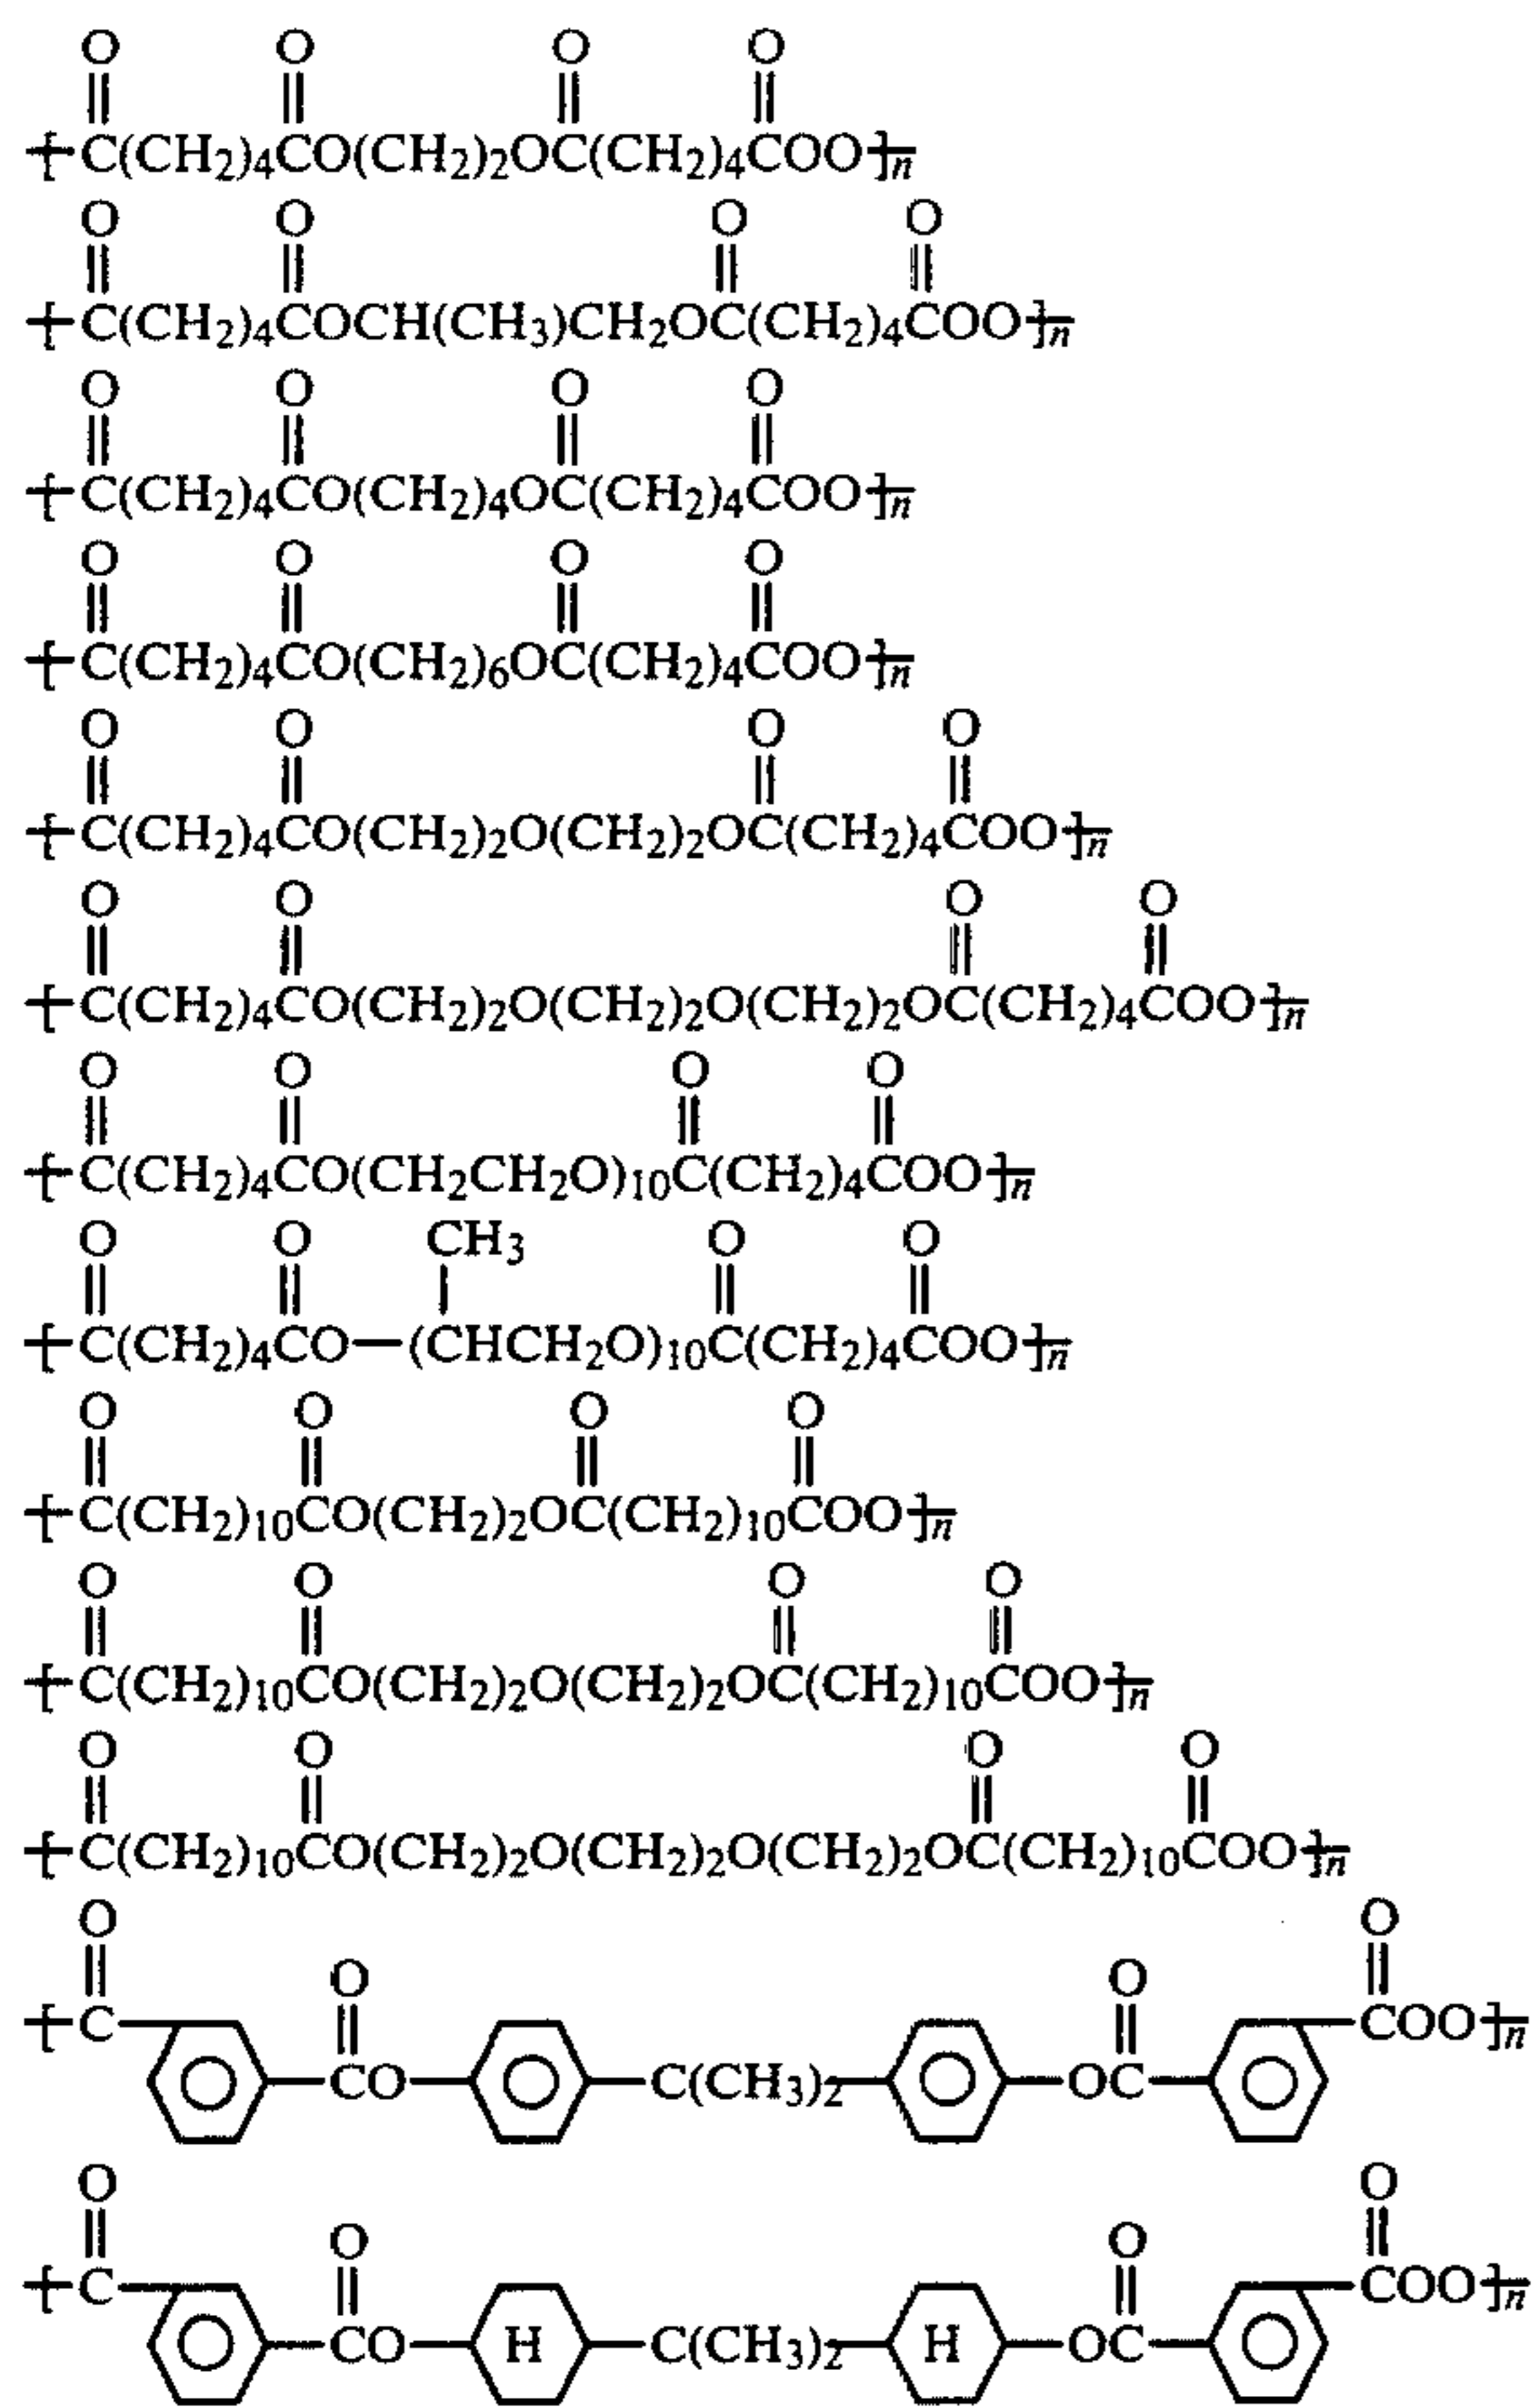 O O O O
[C(CH2)4CO(CH2)2OC(CH2)4COO]n
O O O O
[C(CH2)4COCH(CH3)CH2OC(CH2)4COO]n
O O O O
[C(CH2)4CO(CH2)4OC(CH2)4COO]n
O O O O
[C(CH2)4CO(CH2)6OC(CH2)4COO]n
O O O O
[C(CH2)4CO(CH2)2O(CH2)2OC(CH2)4COO]n
O O O O
[C(CH2)4CO(CH2)2O(CH2)2O(CH2)2OC(CH2)4COO]n
O O O O
[C(CH2)4CO(CH2CH2O)10C(CH2)4COO]n
O O CH3 O O
[C(CH2)4CO—(CHCH2O)10C(CH2)4COO]n
O O O O
[C(CH2)10CO(CH2)2OC(CH2)10COO]n
O O O O
[C(CH2)10CO(CH2)2O(CH2)2OC(CH2)10COO]n
O O O O
[C(CH2)10CO(CH2)2O(CH2)2O(CH2)2OC(CH2)10COO]n
O O
O O
[C COO]n
CO C(CH3)2 OC
O O
O O
[C COO]n
CO H C(CH3)2 H OC